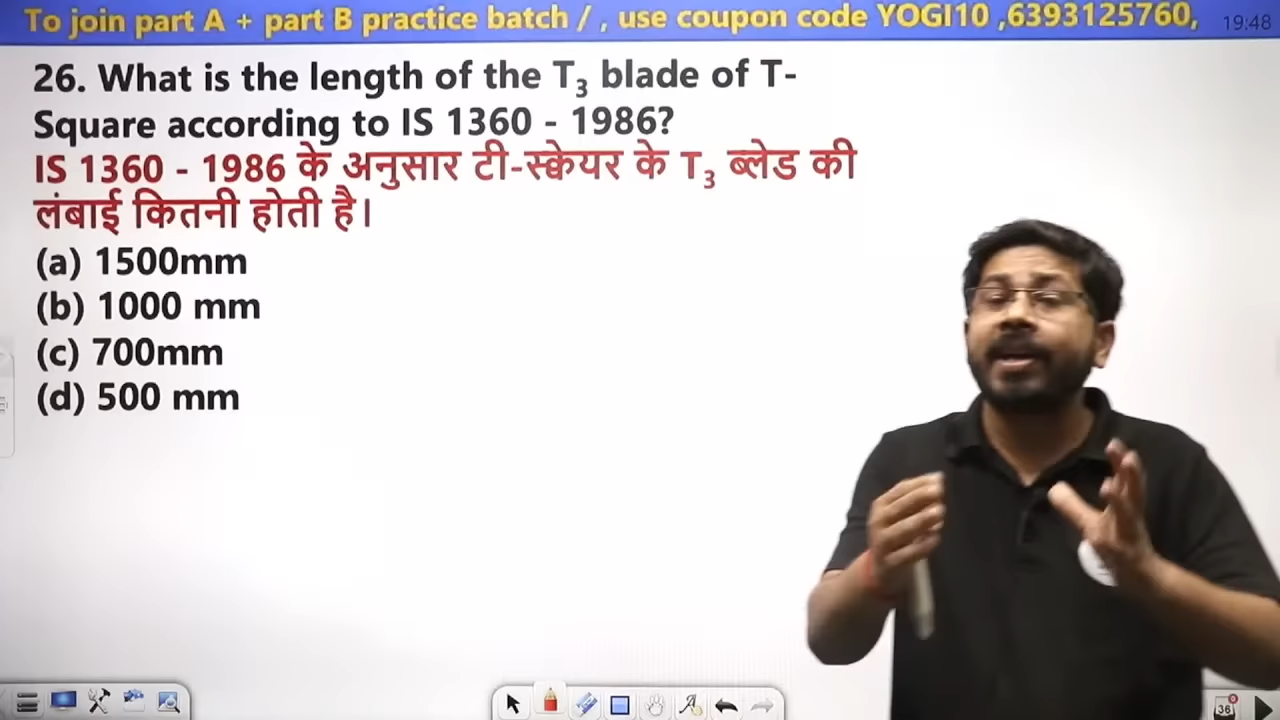 To join part A + part B practice batch / , use coupon code YOGI10 ,6393125760,
19:48
26. What is the length of the T₃ blade of T-
Square according to IS 1360 - 1986?
IS 1360 - 1986 के अनुसार टी-स्केयर के T₃ ब्लेड की
लंबाई कितनी होती है।
(a) 1500mm
(b) 1000 mm
(c) 700mm
(d) 500 mm
36